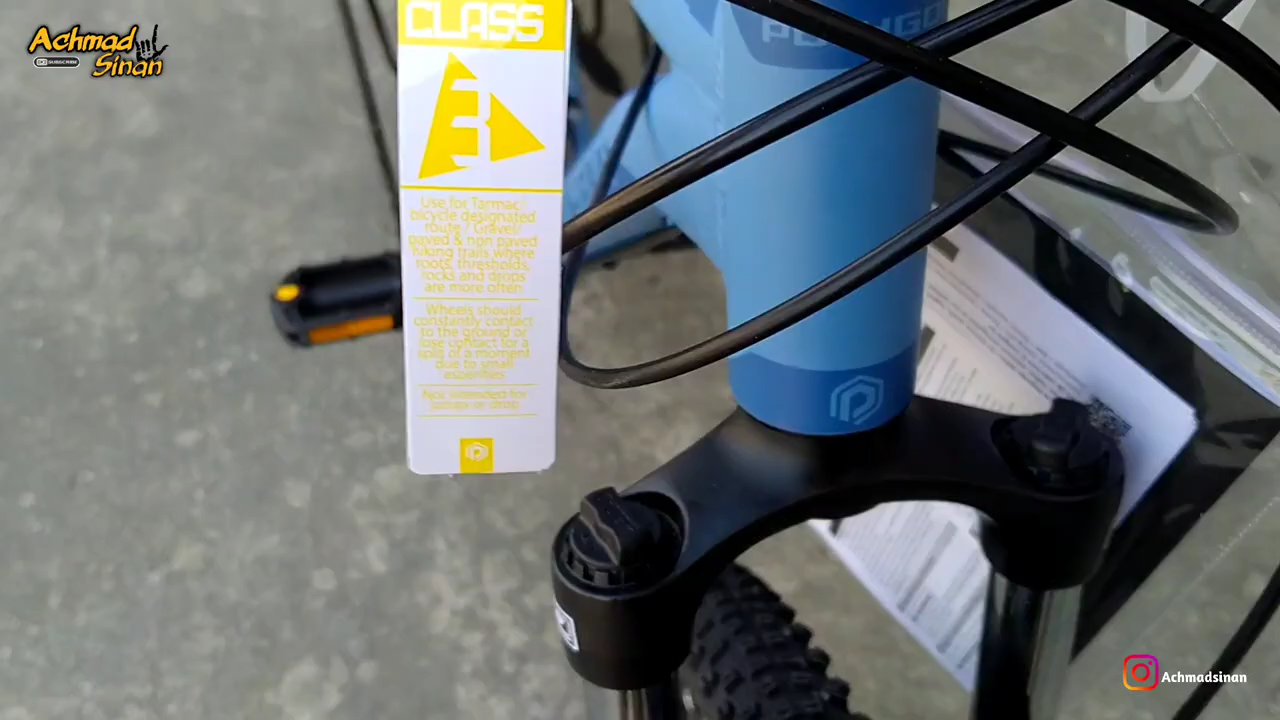 Achmad
Sinan
SUBSCRIBE
CLASS
3
Use for Tarmac/
bicycle designated
route / Gravel/
paved & non paved
hiking trails where
roots, thresholds,
rocks and drops
are more often
Wheels should
constantly contact
to the ground or
lose contact for a
split of a moment
due to small
asperities
Not intended for
Achmadsinan